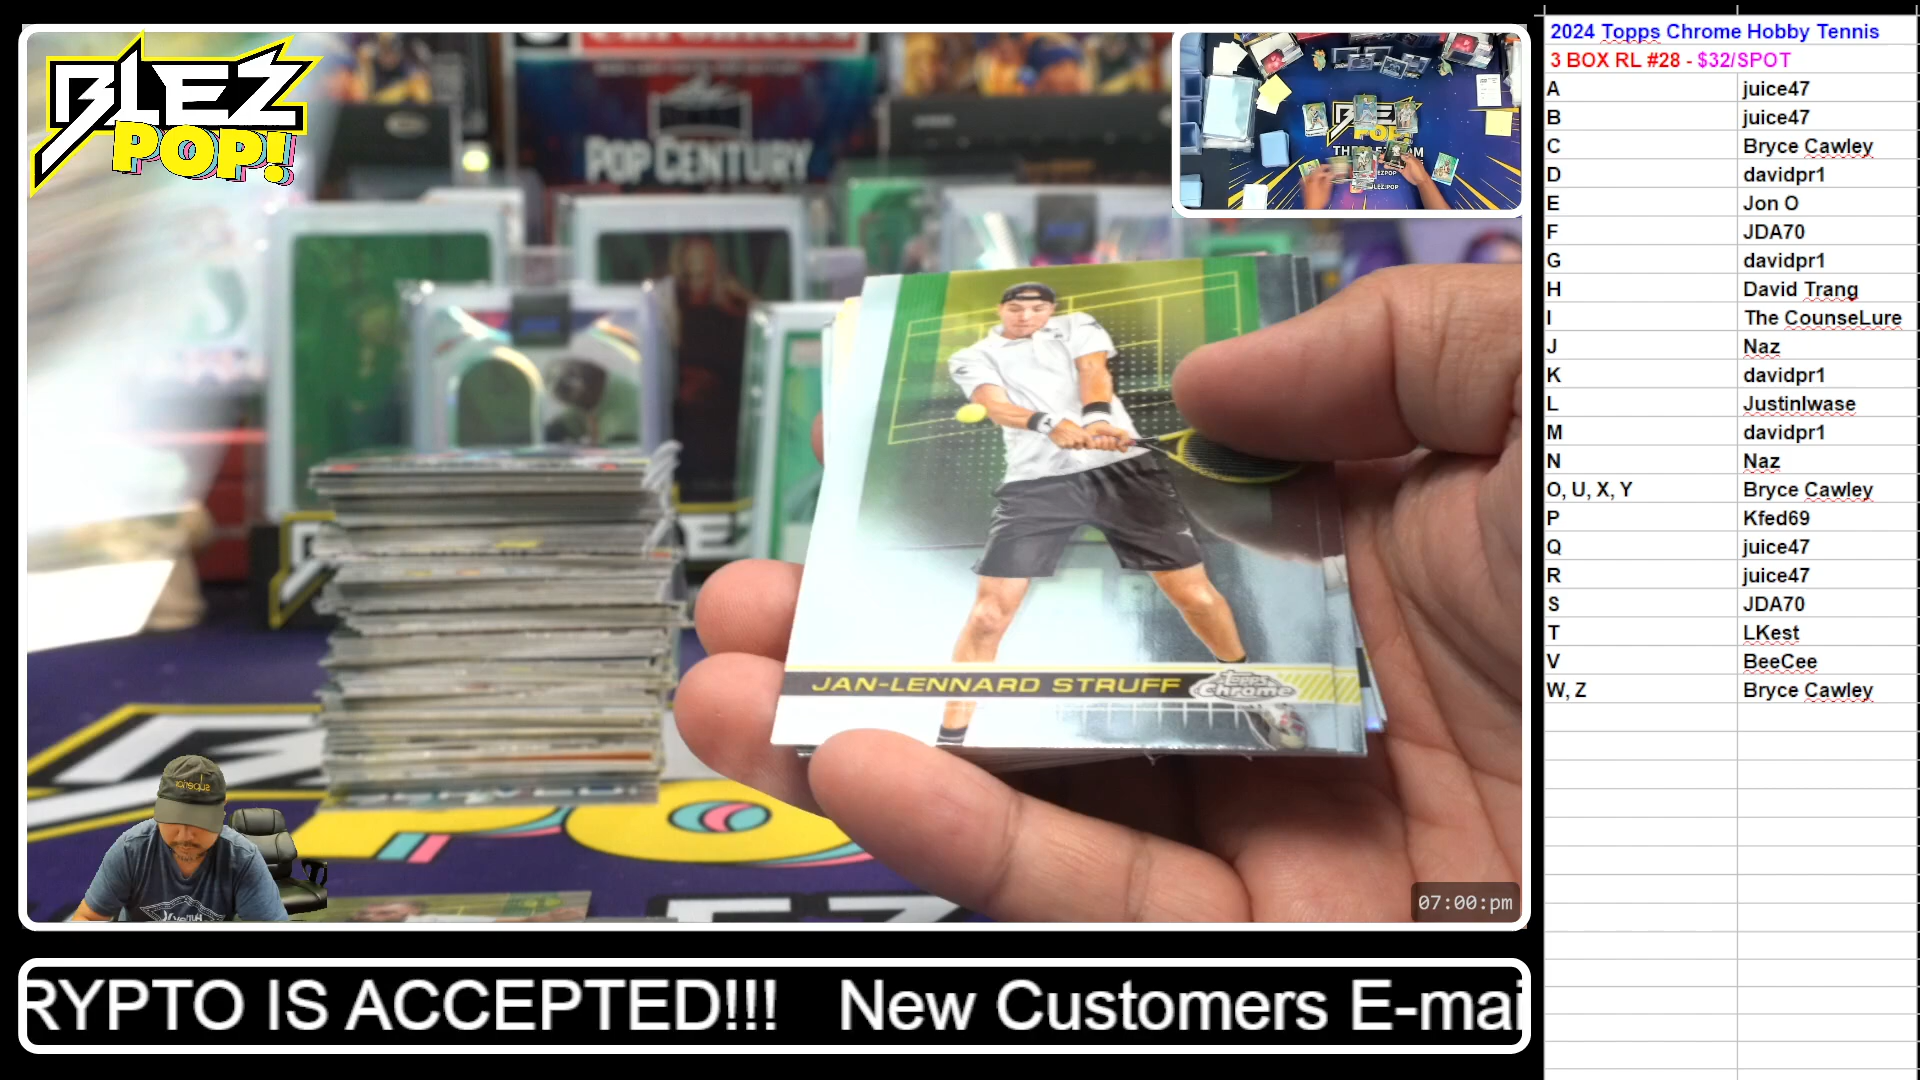 BLEZ
POP!
POP CENTURY
JAN-LENNARD STRUFF
Topps
Chrome
07:00:pm
RYPTO IS ACCEPTED!!! New Customers E-mai
2024 Topps Chrome Hobby Tennis
3 BOX RL #28 - $32/SPOT
A juice47
B juice47
C Bryce Cawley
D davidpr1
E Jon O
F JDA70
G davidpr1
H David Trang
I The CounseLure
J Naz
K davidpr1
L JustinIwase
M davidpr1
N Naz
O, U, X, Y Bryce Cawley
P Kfed69
Q juice47
R juice47
S JDA70
T LKest
V BeeCee
W, Z Bryce Cawley